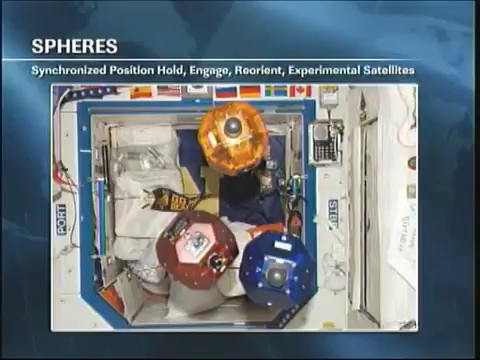 SPHERES
Synchronized Position Hold, Engage, Reorient, Experimental Satellites
PORT
STBD